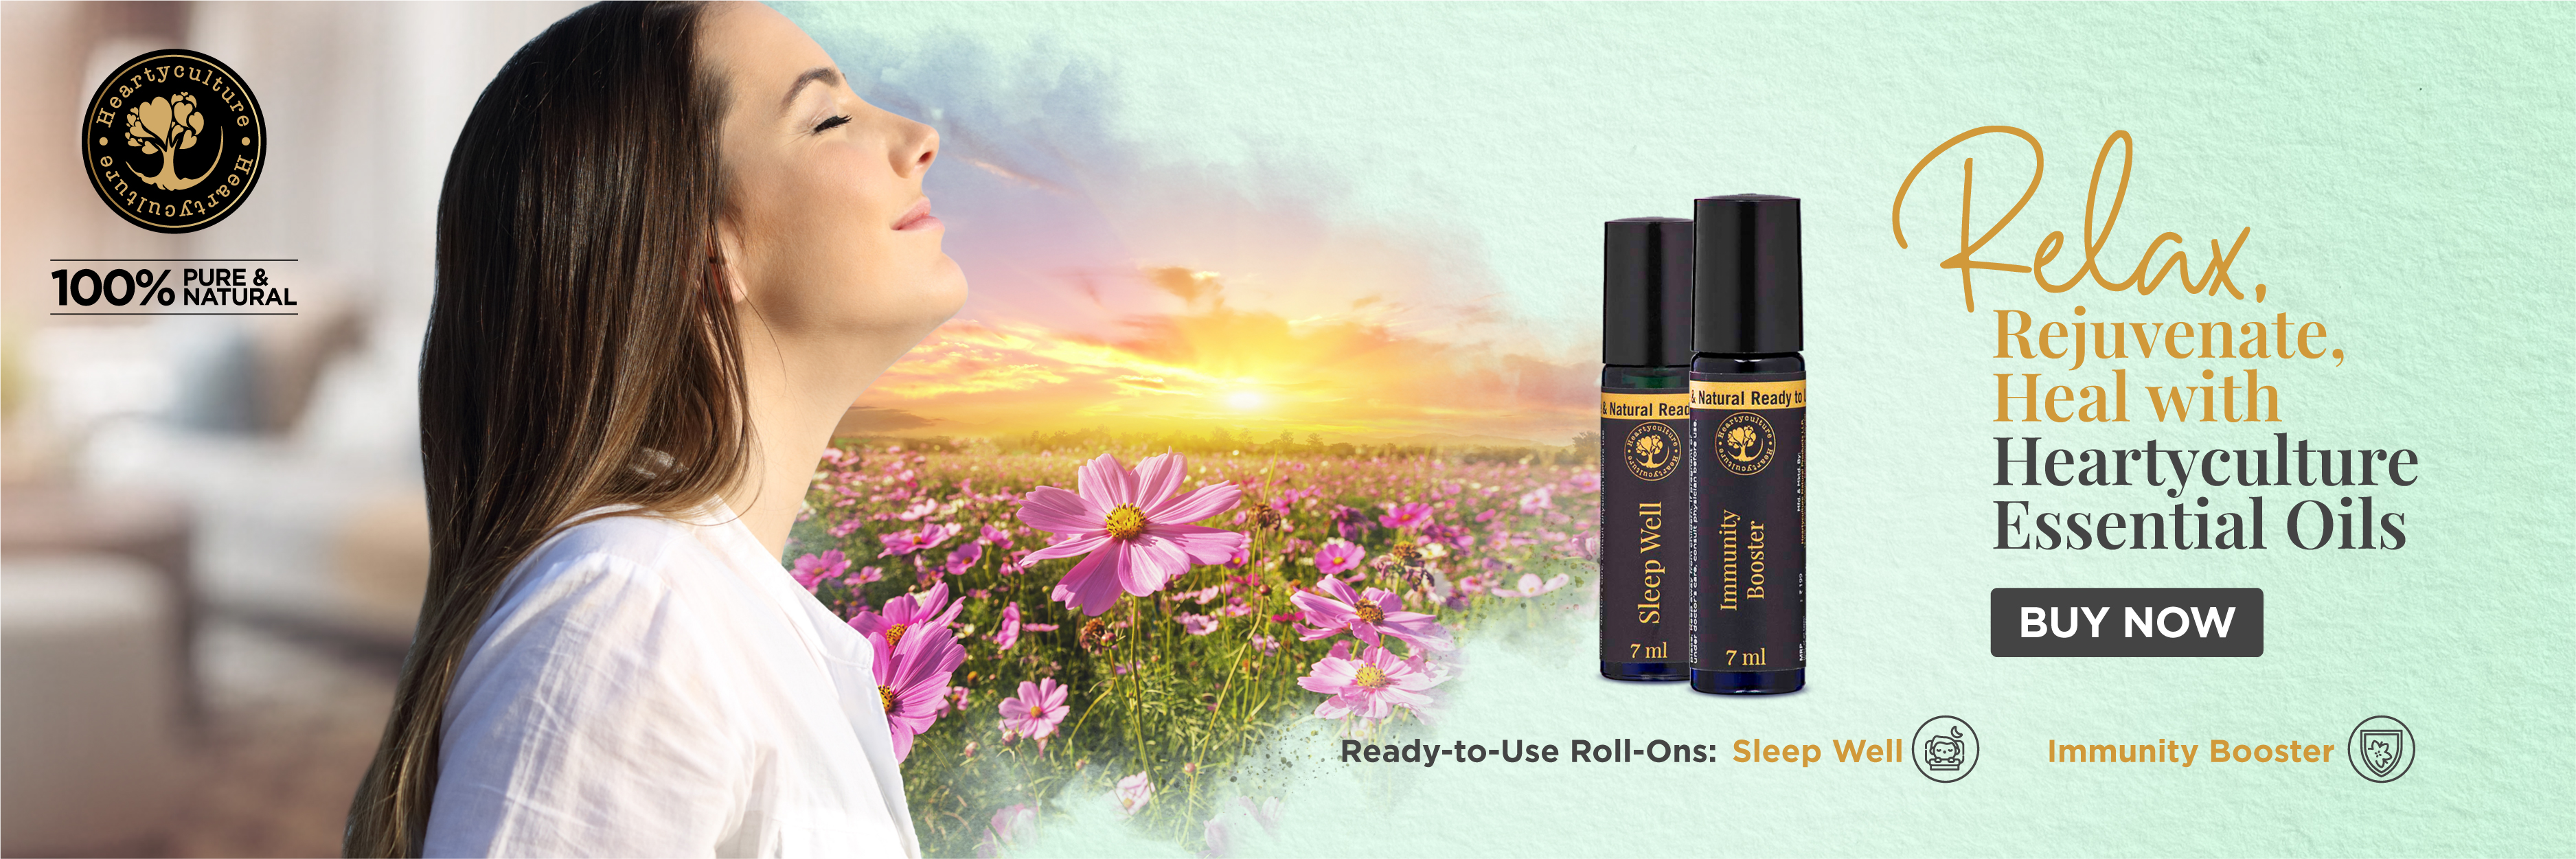 Heartyculture • Heartyculture •
100% PURE &
NATURAL
Relax,
Rejuvenate,
Heal with
Heartyculture
Essential Oils
BUY NOW
& Natural Read
Heartyculture • Heartyculture
Sleep Well
7 ml
& Natural Ready to
Heartyculture • Heartyculture
Immunity
Booster
7 ml
Ready-to-Use Roll-Ons: Sleep Well
Immunity Booster